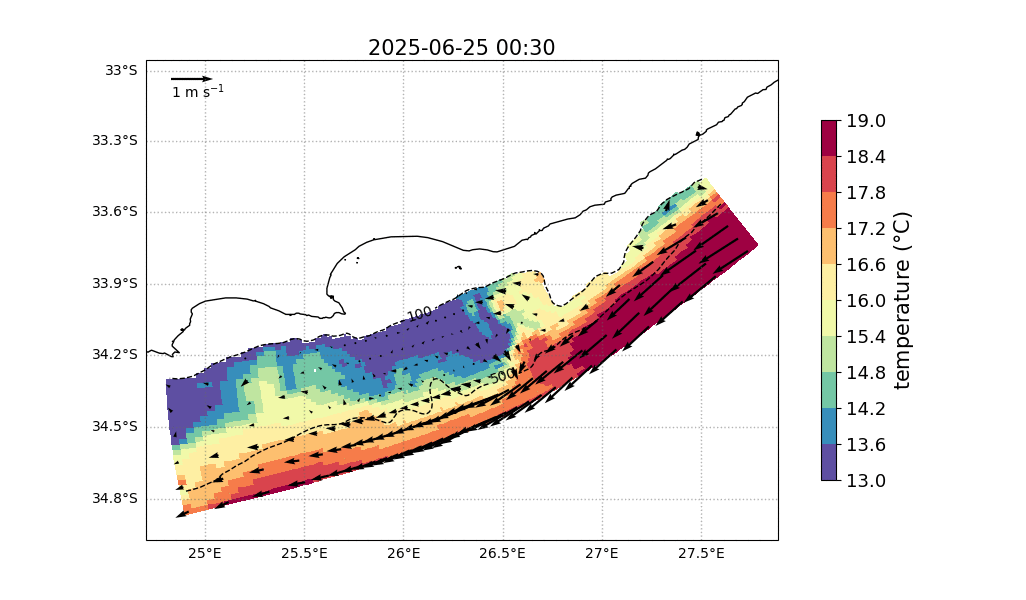 2025-06-25 00:30
1 m s⁻¹
33°S
33.3°S
33.6°S
33.9°S
34.2°S
34.5°S
34.8°S
100
500
25°E 25.5°E 26°E 26.5°E 27°E 27.5°E
19.0
18.4
17.8
17.2
16.6
16.0
15.4
14.8
14.2
13.6
13.0
temperature (°C)